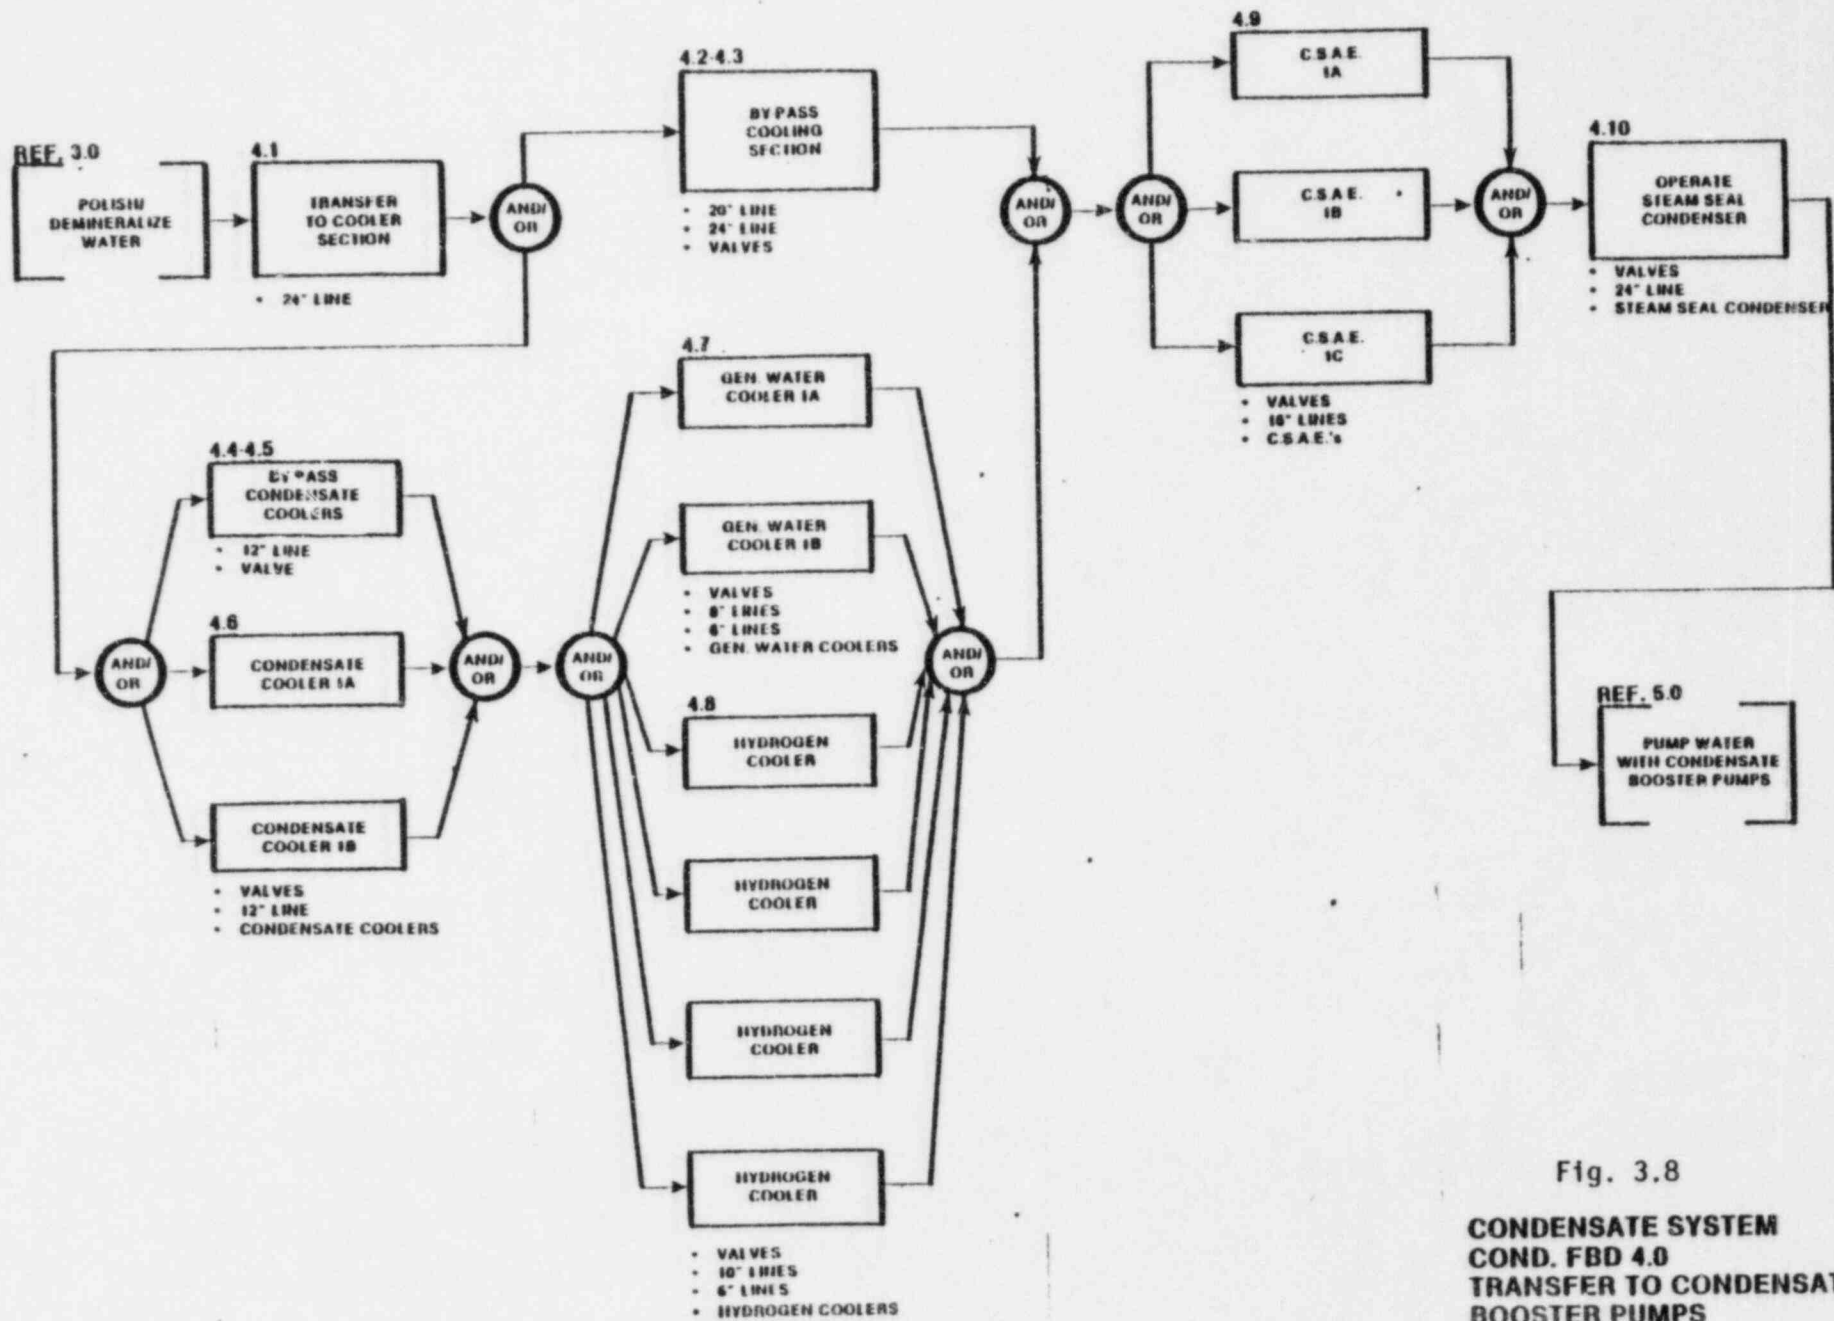 REF. 3.0
POLISH/
DEMINERALIZE
WATER
4.1
TRANSFER
TO COOLER
SECTION
• 24" LINE
AND/
OR
4.2-4.3
BY-PASS
COOLING
SECTION
• 20" LINE
• 24" LINE
• VALVES
AND/
OR
AND/
OR
4.9
C.S.A.E.
1A
C.S.A.E.
1B
C.S.A.E.
1C
• VALVES
• 16" LINES
• C.S.A.E.'s
AND/
OR
4.10
OPERATE
STEAM SEAL
CONDENSER
• VALVES
• 24" LINE
• STEAM SEAL CONDENSER
AND/
OR
4.4-4.5
BY-PASS
CONDENSATE
COOLERS
• 12" LINE
• VALVE
4.6
CONDENSATE
COOLER 1A
CONDENSATE
COOLER 1B
• VALVES
• 12" LINE
• CONDENSATE COOLERS
AND/
OR
AND/
OR
4.7
GEN. WATER
COOLER 1A
GEN. WATER
COOLER 1B
• VALVES
• 8" LINES
• 6" LINES
• GEN. WATER COOLERS
4.8
HYDROGEN
COOLER
HYDROGEN
COOLER
HYDROGEN
COOLER
HYDROGEN
COOLER
• VALVES
• 10" LINES
• 6" LINES
• HYDROGEN COOLERS
AND/
OR
REF. 5.0
PUMP WATER
WITH CONDENSATE
BOOSTER PUMPS
Fig. 3.8
CONDENSATE SYSTEM
COND. FBD 4.0
TRANSFER TO CONDENSAT
BOOSTER PUMPS